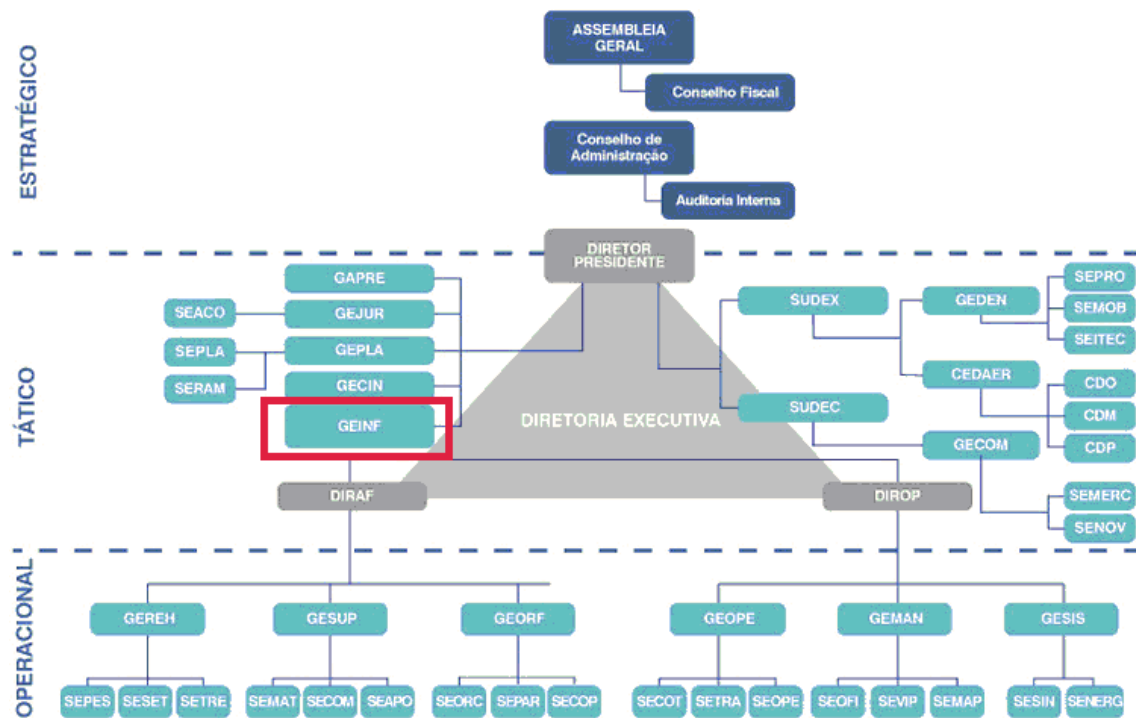 ESTRATÉGICO
ASSEMBLEIA
GERAL
Conselho Fiscal
Conselho de
Administração
Auditoria Interna
TÁTICO
DIRETOR
PRESIDENTE
GAPRE
SEACO
GEJUR
SEPLA
GEPLA
SERAM
GECIN
GEINF
DIRETORIA EXECUTIVA
SUDEX
GEDEN
SEPRO
SEMOB
SEITEC
CEDAER
CDO
CDM
CDP
SUDEC
GECOM
SEMERC
SENOV
DIRAF
DIROP
OPERACIONAL
GEREH
GESUP
GEORF
GEOPE
GEMAN
GESIS
SEPES
SESET
SETRE
SEMAT
SECOM
SEAPO
SEORC
SEPAR
SECOP
SECOT
SETRA
SEOPE
SEOFI
SEVIP
SEMAP
SESIN
SENERG